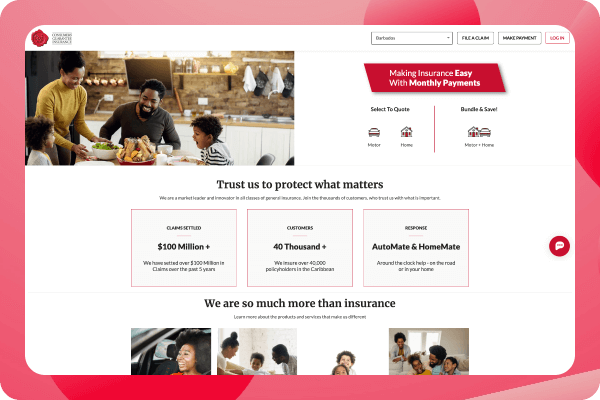 CONSUMERS'
GUARANTEE
INSURANCE
Barbados
FILE A CLAIM
MAKE PAYMENT
LOG IN
Making Insurance Easy
With Monthly Payments
Select To Quote
Bundle & Save!
Motor
Home
Motor + Home
Trust us to protect what matters
We are a market leader and innovator in all classes of general insurance. Join the thousands of customers, who trust us with what is important.
CLAIMS SETTLED
$100 Million +
We have settled over $100 Million in
Claims over the past 5 years
CUSTOMERS
40 Thousand +
We insure over 40,000
policyholders in the Caribbean
RESPONSE
AutoMate & HomeMate
Around the clock help - on the road
or in your home
We are so much more than insurance
Learn more about the products and services that make us different